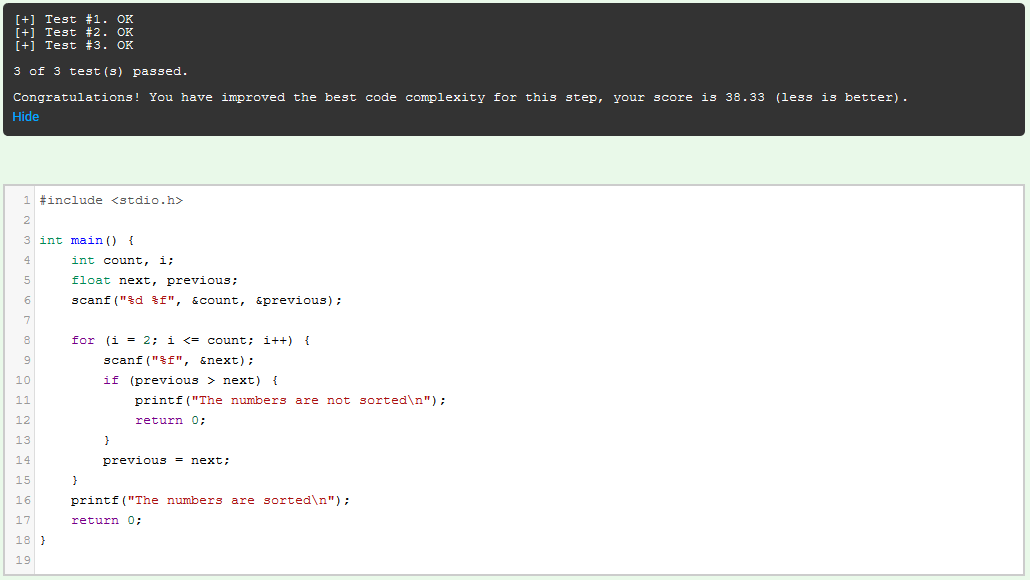 [+] Test #1. OK
[+] Test #2. OK
[+] Test #3. OK
3 of 3 test(s) passed.
Congratulations! You have improved the best code complexity for this step, your score is 38.33 (less is better).
Hide
1 #include <stdio.h>
2
3 int main() {
4     int count, i;
5     float next, previous;
6     scanf("%d %f", &count, &previous);
7
8     for (i = 2; i <= count; i++) {
9         scanf("%f", &next);
10         if (previous > next) {
11             printf("The numbers are not sorted\n");
12             return 0;
13         }
14         previous = next;
15     }
16     printf("The numbers are sorted\n");
17     return 0;
18 }
19